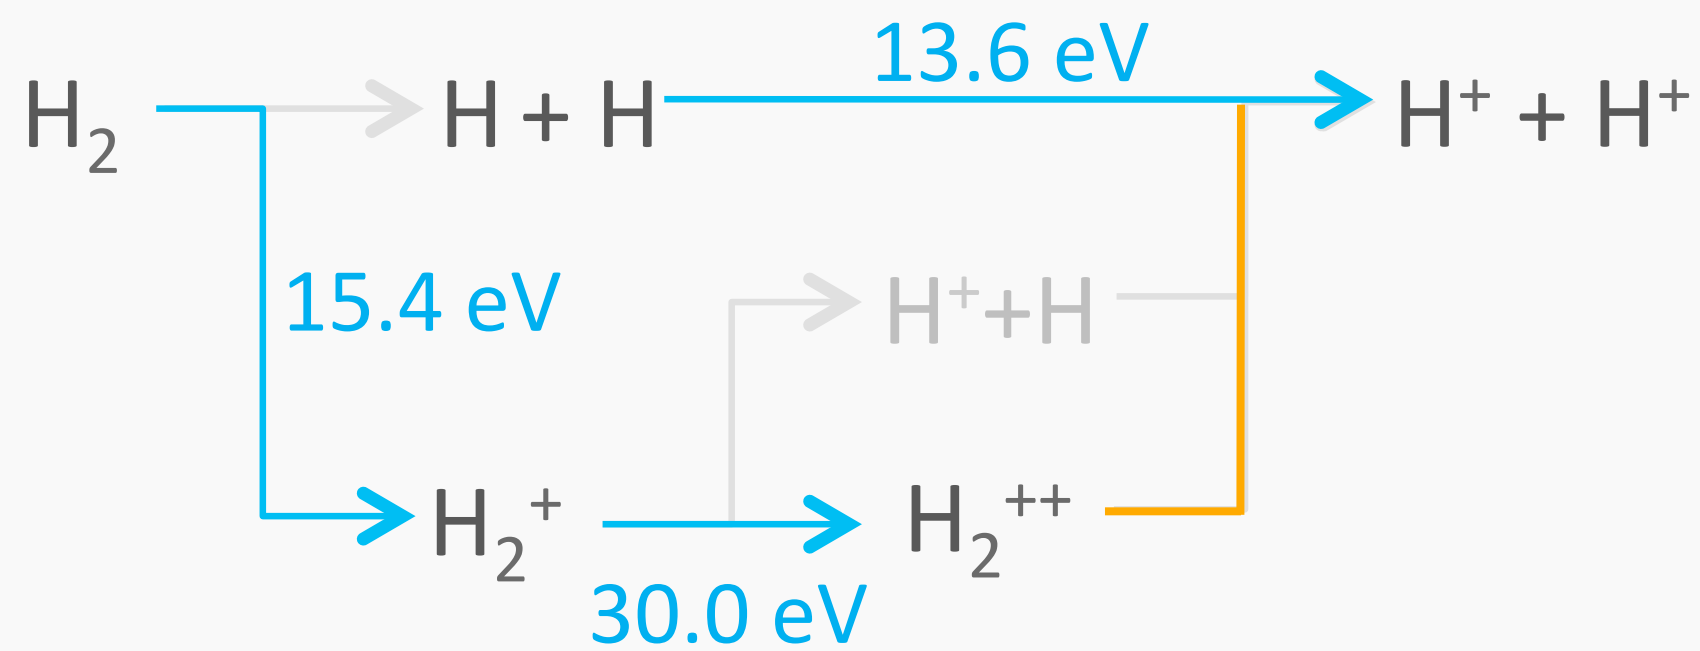 13.6 eV
H₂ H + H H⁺ + H⁺
15.4 eV H⁺+H
H₂⁺ H₂⁺⁺
30.0 eV